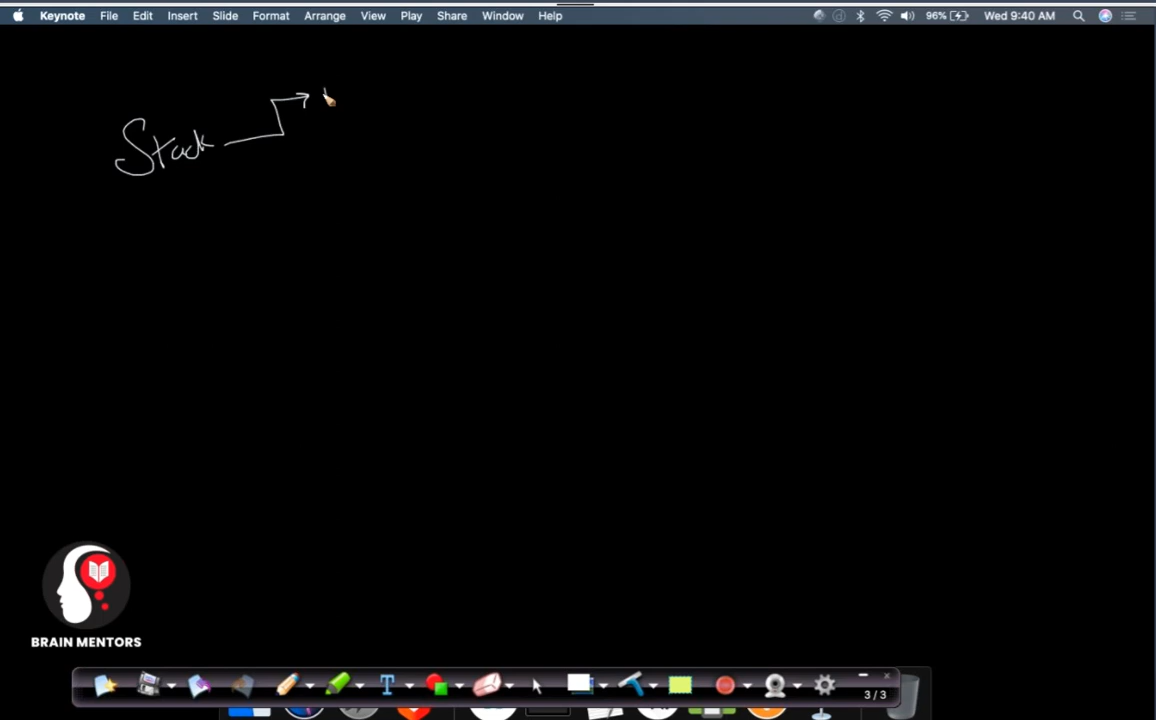 Keynote File Edit Insert Slide Format Arrange View Play Share Window Help 96% Wed 9:40 AM
Stack
BRAIN MENTORS
T
3 / 3